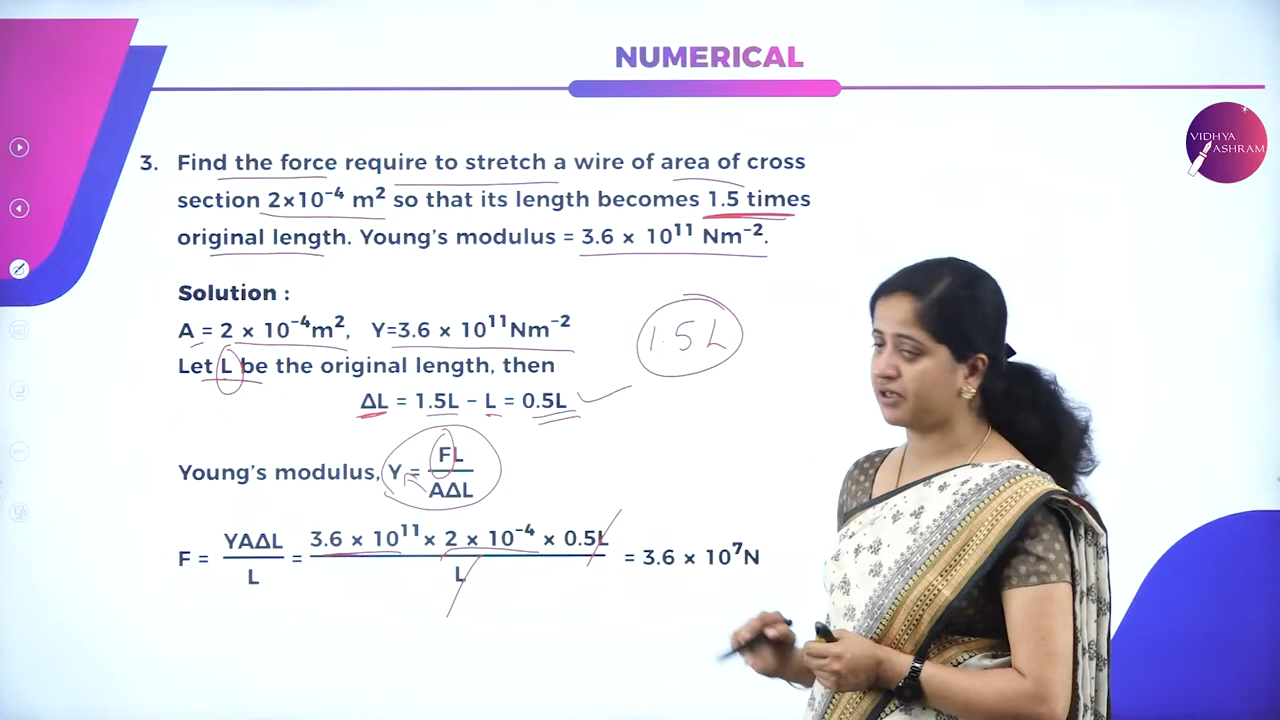 NUMERICAL
VIDHYA
ASHRAM
3. Find the force require to stretch a wire of area of cross
section 2×10⁻⁴ m² so that its length becomes 1.5 times
original length. Young's modulus = 3.6 × 10¹¹ Nm⁻².
Solution :
A = 2 × 10⁻⁴m², Y=3.6 × 10¹¹Nm⁻²
1.5L
Let L be the original length, then
ΔL = 1.5L − L = 0.5L
Young's modulus, Y = FL / AΔL
F = YAΔL / L = 3.6 × 10¹¹ × 2 × 10⁻⁴ × 0.5L / L = 3.6 × 10⁷N